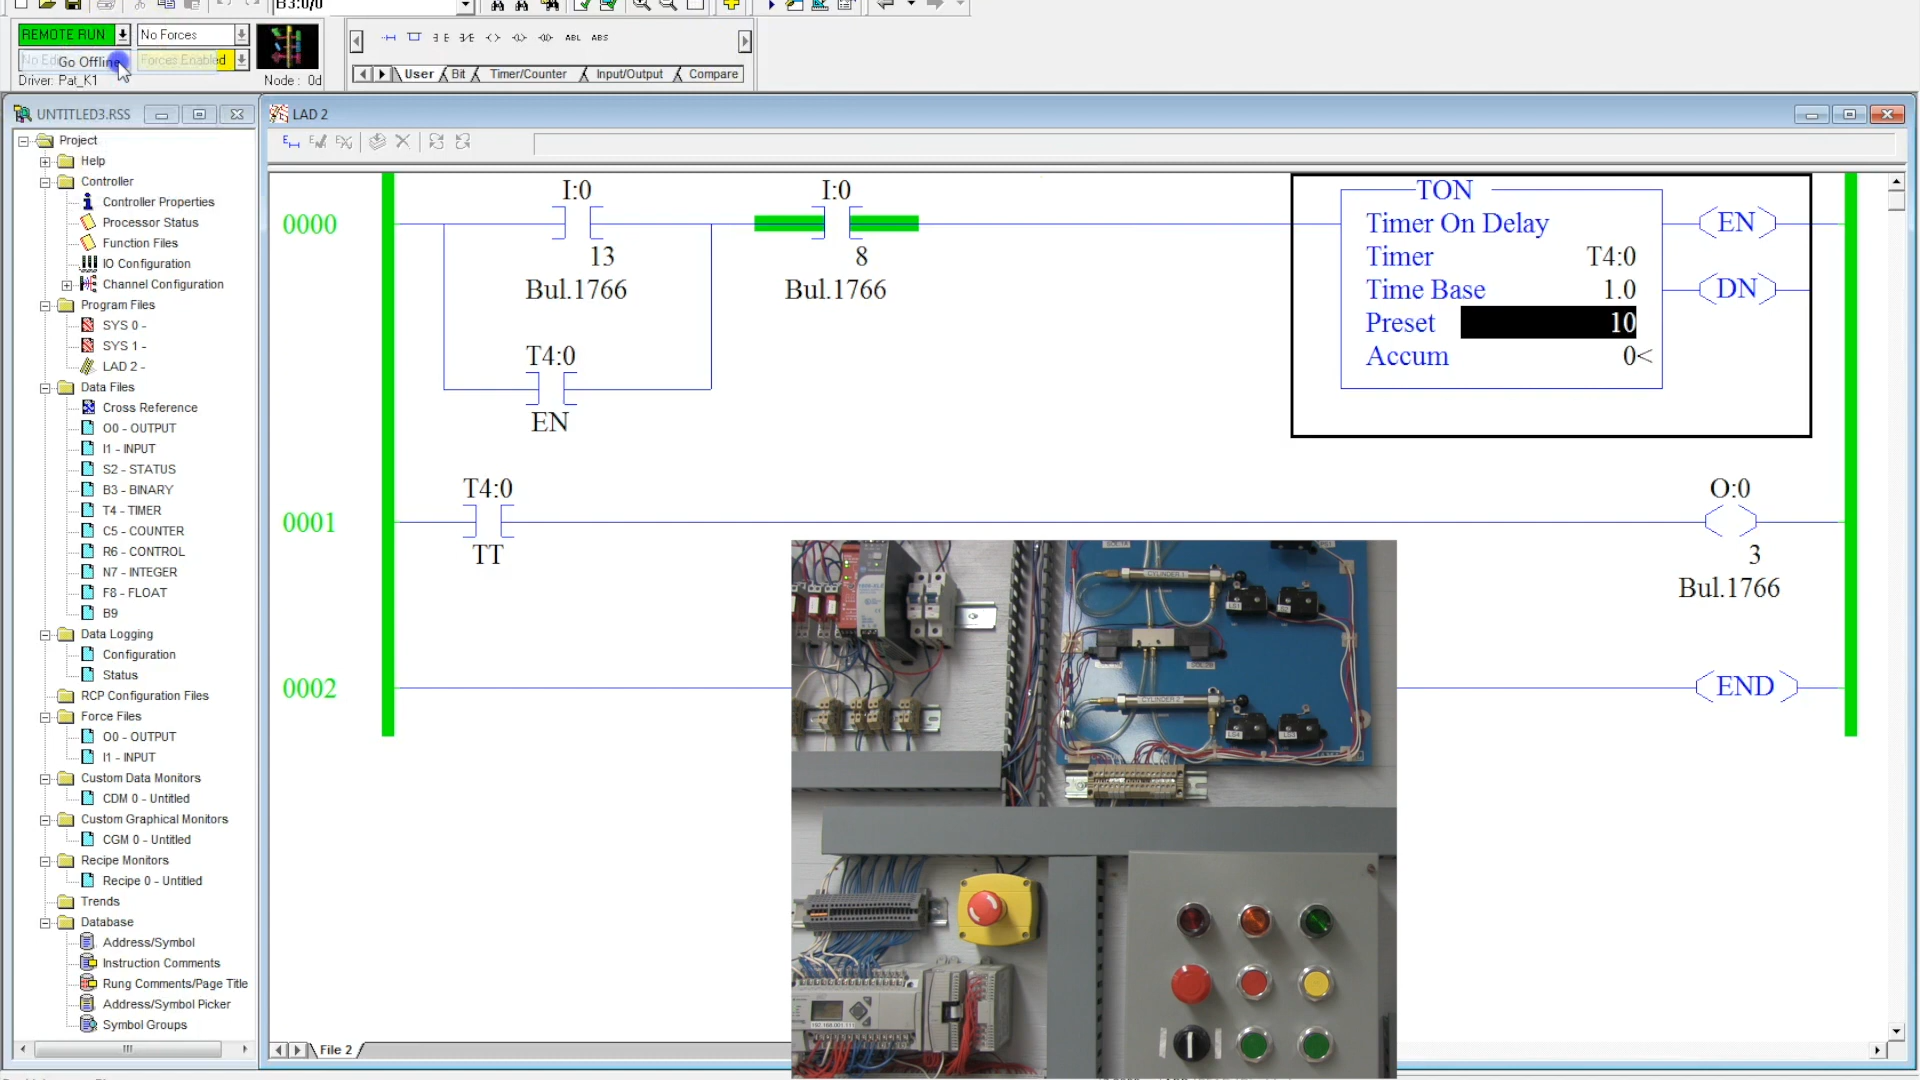 B3:0/0
REMOTE RUN
No Forces
Go Offline
Forces Enabled
Driver: Pat_K1
Node : 0d
ABL ABS
User Bit Timer/Counter Input/Output Compare
UNTITLED3.RSS
Project
Help
Controller
Controller Properties
Processor Status
Function Files
IO Configuration
Channel Configuration
Program Files
SYS 0 -
SYS 1 -
LAD 2 -
Data Files
Cross Reference
O0 - OUTPUT
I1 - INPUT
S2 - STATUS
B3 - BINARY
T4 - TIMER
C5 - COUNTER
R6 - CONTROL
N7 - INTEGER
F8 - FLOAT
B9
Data Logging
Configuration
Status
RCP Configuration Files
Force Files
O0 - OUTPUT
I1 - INPUT
Custom Data Monitors
CDM 0 - Untitled
Custom Graphical Monitors
CGM 0 - Untitled
Recipe Monitors
Recipe 0 - Untitled
Trends
Database
Address/Symbol
Instruction Comments
Rung Comments/Page Title
Address/Symbol Picker
Symbol Groups
LAD 2
0000
I:0
13
Bul.1766
I:0
8
Bul.1766
T4:0
EN
TON
Timer On Delay
Timer T4:0
Time Base 1.0
Preset 10
Accum 0<
EN
DN
0001
T4:0
TT
O:0
3
Bul.1766
0002
END
CYLINDER 1
LS1
File 2